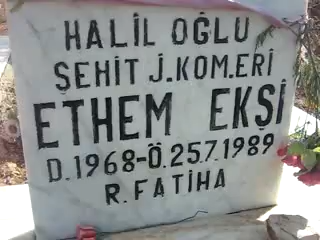 HALİL OĞLU
ŞEHİT J.KOM.ERİ
ETHEM EKŞİ
D.1968-Ö.25.7.1989
R.FATİHA